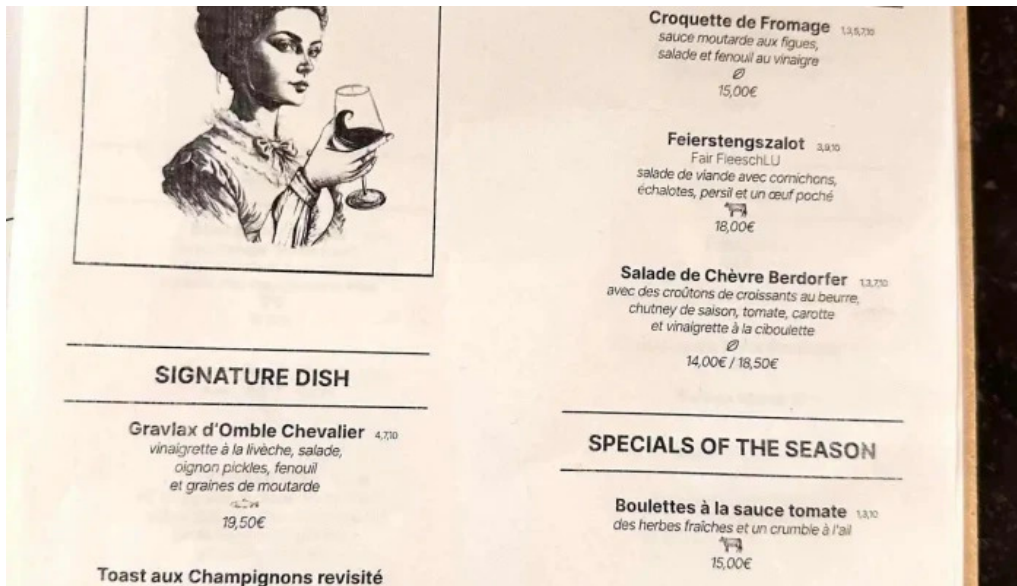 SIGNATURE DISH
Gravlax d'Omble Chevalier 4,7,10
vinaigrette à la livèche, salade,
oignon pickles, fenouil
et graines de moutarde
19,50€
Toast aux Champignons revisité
Croquette de Fromage 1,3,5,7,10
sauce moutarde aux figues,
salade et fenouil au vinaigre
15,00€
Feierstengszalot 3,9,10
Fair FleeschLU
salade de viande avec cornichons,
échalotes, persil et un œuf poché
18,00€
Salade de Chèvre Berdorfer 1,3,7,10
avec des croûtons de croissants au beurre,
chutney de saison, tomate, carotte
et vinaigrette à la ciboulette
14,00€ / 18,50€
SPECIALS OF THE SEASON
Boulettes à la sauce tomate 1,3,10
des herbes fraîches et un crumble à l'ail
15,00€